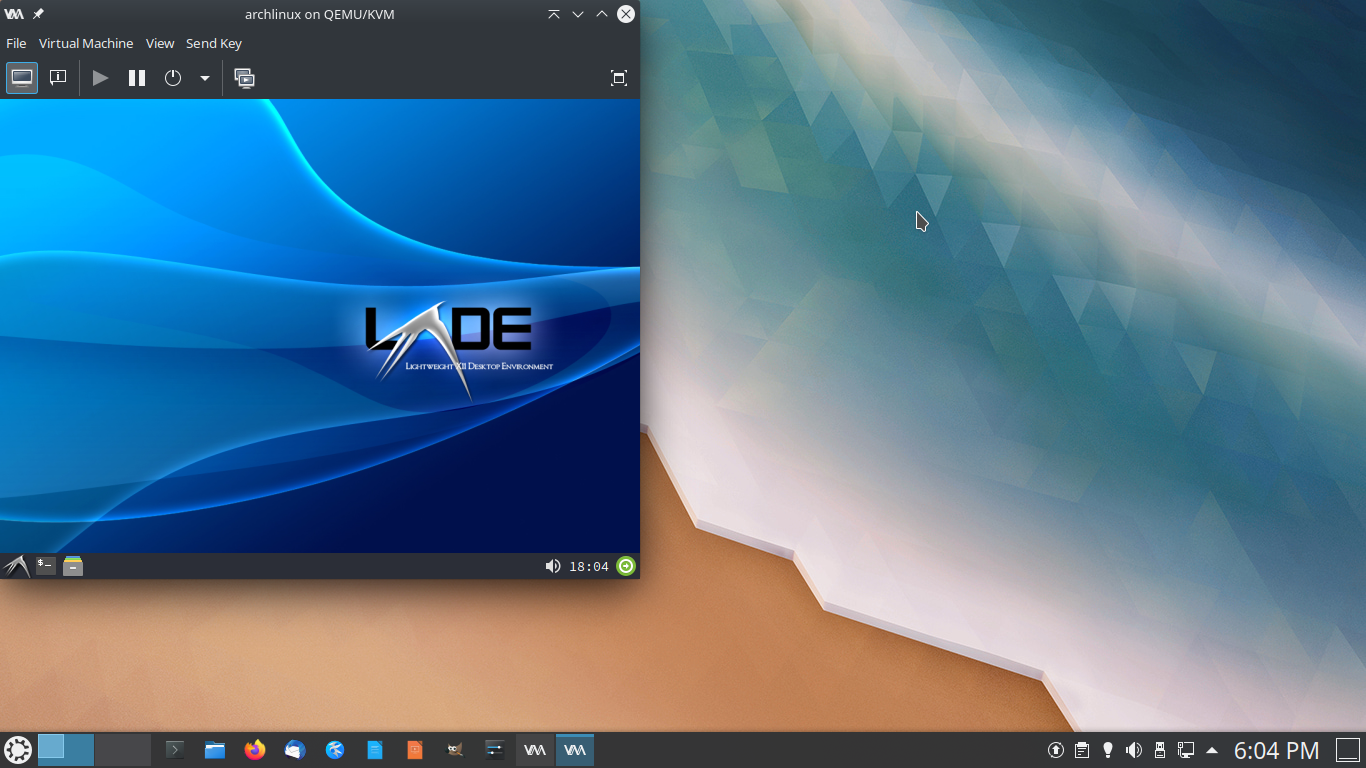 archlinux on QEMU/KVM
File Virtual Machine View Send Key
LXDE
Lightweight X11 Desktop Environment
$-
18:04
6:04 PM